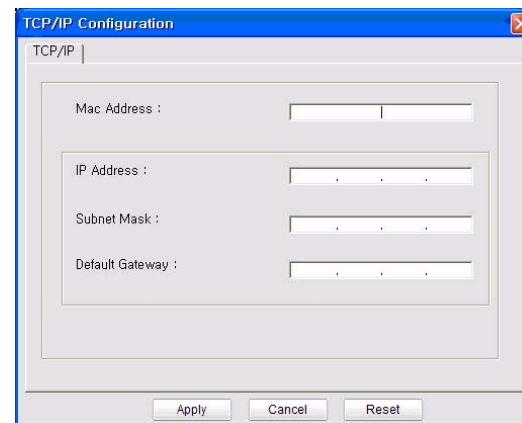 TCP/IP Configuration
TCP/IP
Mac Address :
IP Address :
. . .
Subnet Mask :
. . .
Default Gateway :
. . .
Apply Cancel Reset